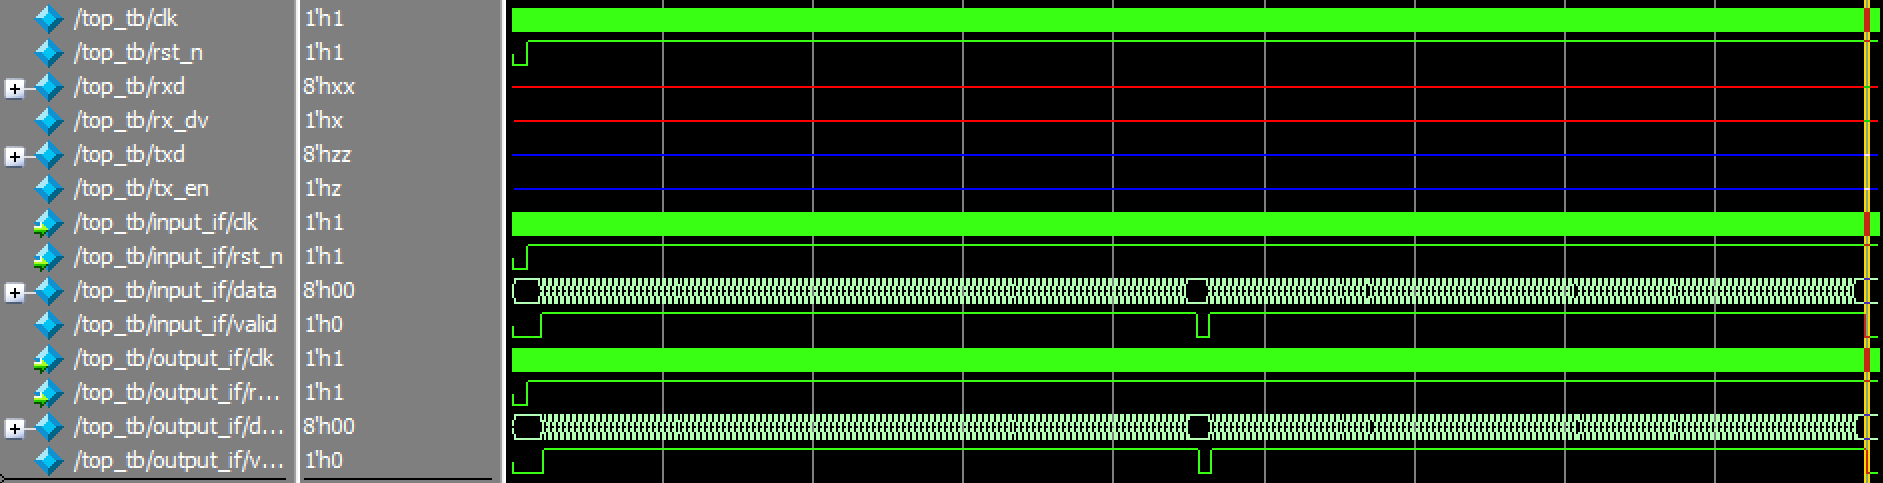 /top_tb/clk 1'h1
/top_tb/rst_n 1'h1
/top_tb/rxd 8'hxx
/top_tb/rx_dv 1'hx
/top_tb/txd 8'hzz
/top_tb/tx_en 1'hz
/top_tb/input_if/clk 1'h1
/top_tb/input_if/rst_n 1'h1
/top_tb/input_if/data 8'h00
/top_tb/input_if/valid 1'h0
/top_tb/output_if/clk 1'h1
/top_tb/output_if/r... 1'h1
/top_tb/output_if/d... 8'h00
/top_tb/output_if/v... 1'h0